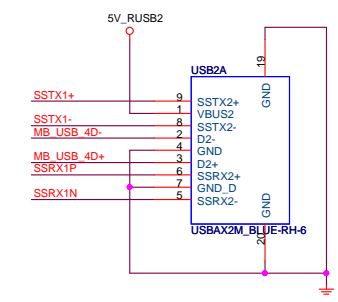 5V_RUSB2
USB2A
19
GND
SSTX1+ 9 SSTX2+
1 VBUS2
SSTX1- 8 SSTX2-
MB_USB_4D- 2 D2-
4 GND
MB_USB_4D+ 3 D2+
SSRX1P 6 SSRX2+
7 GND_D
SSRX1N 5 SSRX2-
GND
USBAX2M_BLUE-RH-6
20